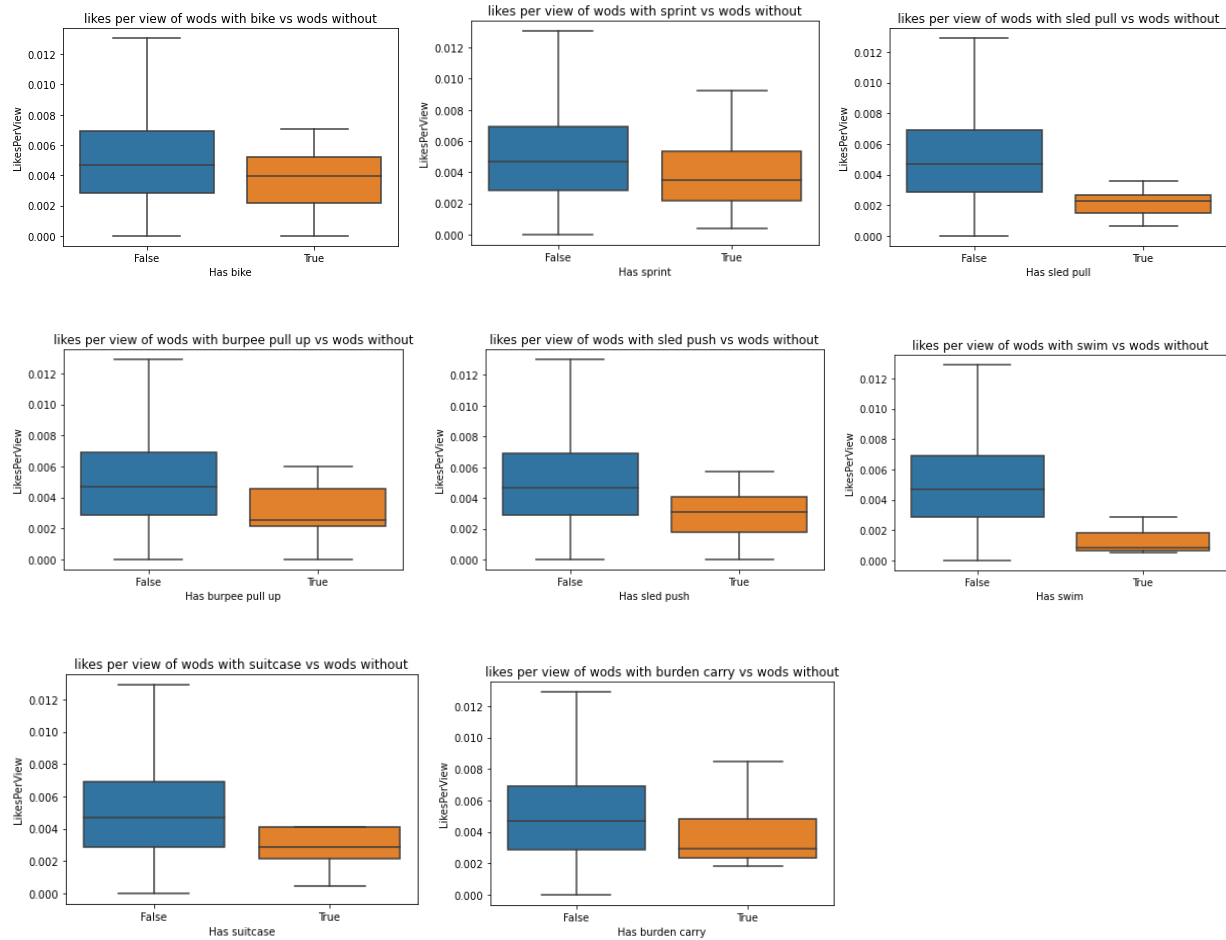 likes per view of wods with bike vs wods without
0.012
0.010
0.008
0.006
0.004
0.002
0.000
LikesPerView
False
True
Has bike
likes per view of wods with sprint vs wods without
0.012
0.010
0.008
0.006
0.004
0.002
0.000
LikesPerView
False
True
Has sprint
likes per view of wods with sled pull vs wods without
0.012
0.010
0.008
0.006
0.004
0.002
0.000
LikesPerView
False
True
Has sled pull
likes per view of wods with burpee pull up vs wods without
0.012
0.010
0.008
0.006
0.004
0.002
0.000
LikesPerView
False
True
Has burpee pull up
likes per view of wods with sled push vs wods without
0.012
0.010
0.008
0.006
0.004
0.002
0.000
LikesPerView
False
True
Has sled push
likes per view of wods with swim vs wods without
0.012
0.010
0.008
0.006
0.004
0.002
0.000
LikesPerView
False
True
Has swim
likes per view of wods with suitcase vs wods without
0.012
0.010
0.008
0.006
0.004
0.002
0.000
LikesPerView
False
True
Has suitcase
likes per view of wods with burden carry vs wods without
0.012
0.010
0.008
0.006
0.004
0.002
0.000
LikesPerView
False
True
Has burden carry